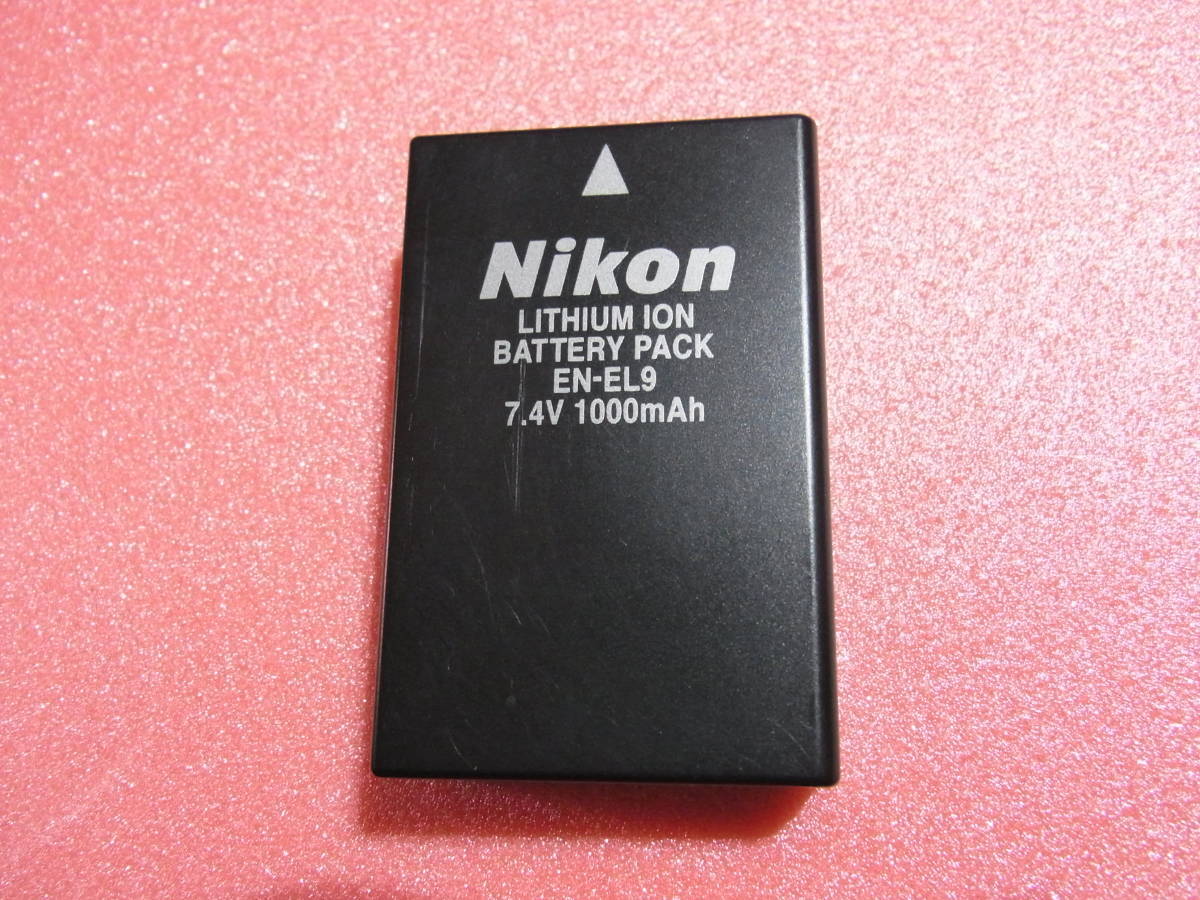 Nikon
LITHIUM ION
BATTERY PACK
EN-EL9
7.4V 1000mAh